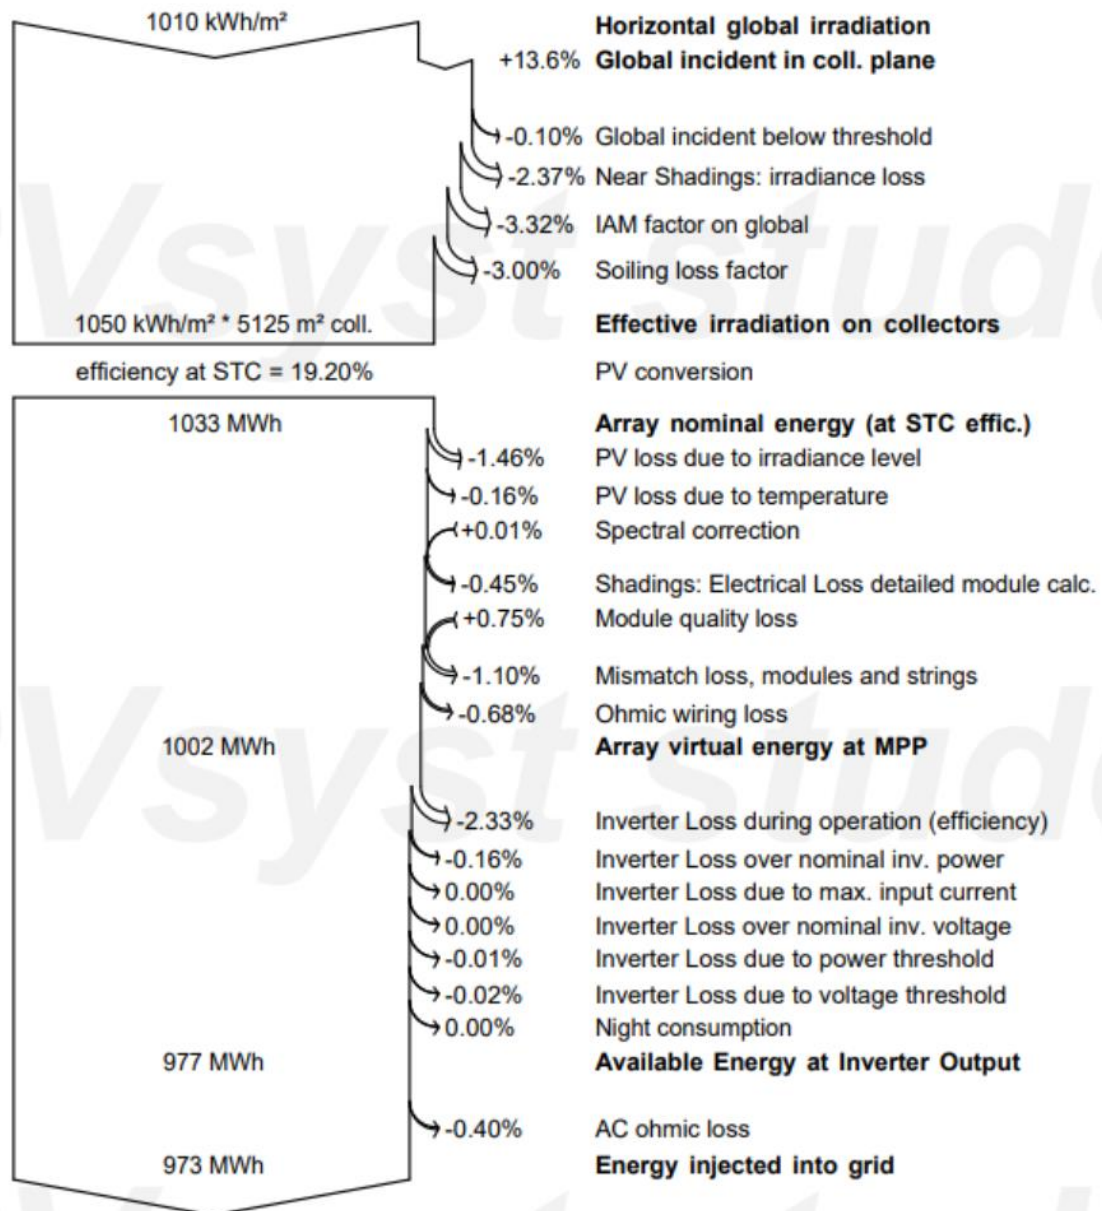 1010 kWh/m² Horizontal global irradiation
+13.6% Global incident in coll. plane
-0.10% Global incident below threshold
-2.37% Near Shadings: irradiance loss
-3.32% IAM factor on global
-3.00% Soiling loss factor
1050 kWh/m² * 5125 m² coll. Effective irradiation on collectors
efficiency at STC = 19.20% PV conversion
1033 MWh Array nominal energy (at STC effic.)
-1.46% PV loss due to irradiance level
-0.16% PV loss due to temperature
+0.01% Spectral correction
-0.45% Shadings: Electrical Loss detailed module calc.
+0.75% Module quality loss
-1.10% Mismatch loss, modules and strings
-0.68% Ohmic wiring loss
1002 MWh Array virtual energy at MPP
-2.33% Inverter Loss during operation (efficiency)
-0.16% Inverter Loss over nominal inv. power
0.00% Inverter Loss due to max. input current
0.00% Inverter Loss over nominal inv. voltage
-0.01% Inverter Loss due to power threshold
-0.02% Inverter Loss due to voltage threshold
0.00% Night consumption
977 MWh Available Energy at Inverter Output
-0.40% AC ohmic loss
973 MWh Energy injected into grid